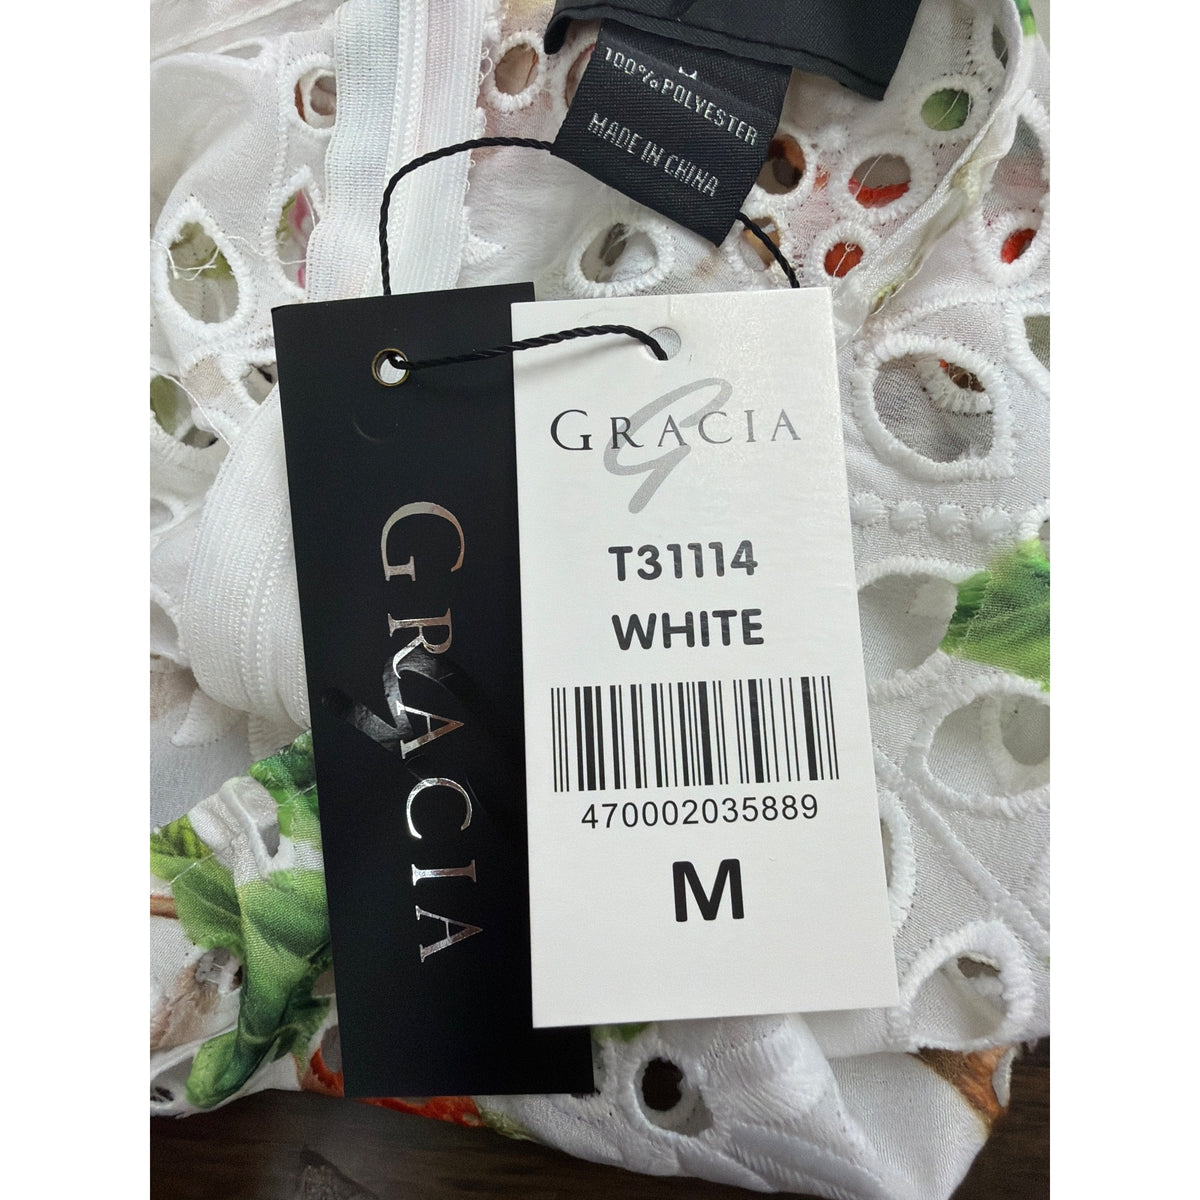 100% POLYESTER
MADE IN CHINA
GRACIA
GRACIA
T31114
WHITE
470002035889
M